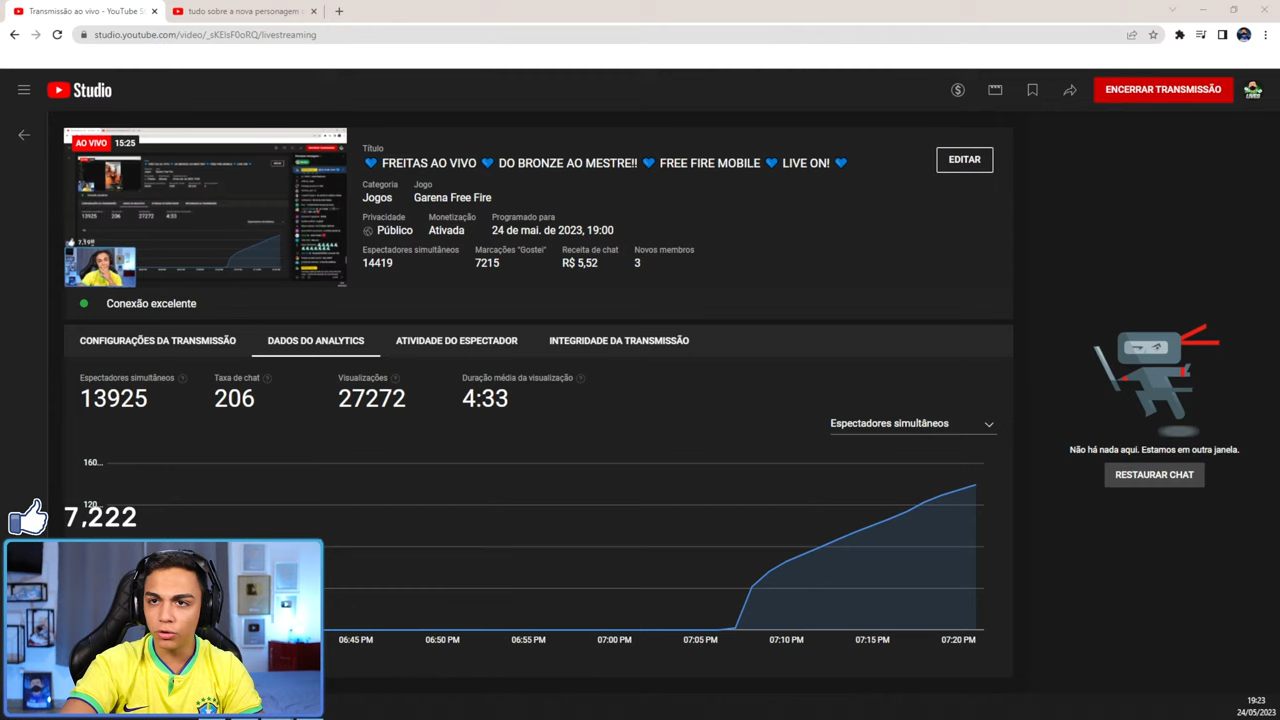 Transmissão ao vivo - YouTube S
tudo sobre a nova personagem
studio.youtube.com/video/_sKElsF0oRQ/livestreaming
Studio
ENCERRAR TRANSMISSÃO
AO VIVO 15:25
Título
💙 FREITAS AO VIVO 💙 DO BRONZE AO MESTRE!! 💙 FREE FIRE MOBILE 💙 LIVE ON! 💙
EDITAR
Categoria Jogo
Jogos Garena Free Fire
Privacidade Monetização Programado para
Público Ativada 24 de mai. de 2023, 19:00
Espectadores simultâneos Marcações "Gostei" Receita de chat Novos membros
14419 7215 R$ 5,52 3
13925 206 27272 4:33
Conexão excelente
CONFIGURAÇÕES DA TRANSMISSÃO DADOS DO ANALYTICS ATIVIDADE DO ESPECTADOR INTEGRIDADE DA TRANSMISSÃO
Espectadores simultâneos Taxa de chat Visualizações Duração média da visualização
13925 206 27272 4:33
Espectadores simultâneos
Não há nada aqui. Estamos em outra janela.
RESTAURAR CHAT
160...
120...
7,222
06:45 PM 06:50 PM 06:55 PM 07:00 PM 07:05 PM 07:10 PM 07:15 PM 07:20 PM
19:23
24/05/2023